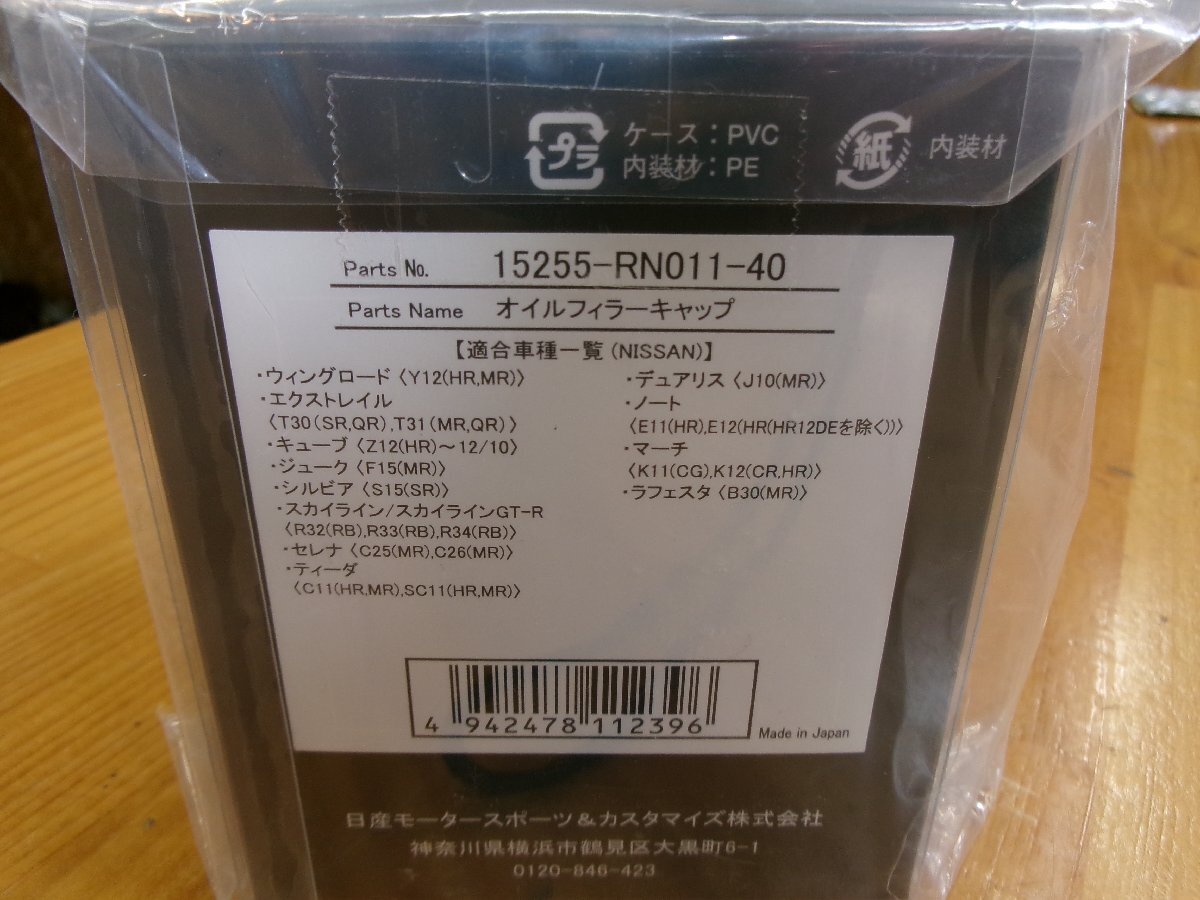 プラ ケース：PVC
内装材：PE
紙 内装材
Parts No. 15255-RN011-40
Parts Name オイルフィラーキャップ
【適合車種一覧（NISSAN）】
・ウィングロード〈Y12(HR,MR)〉
・エクストレイル
〈T30（SR,QR）,T31（MR,QR）〉
・キューブ〈Z12(HR)～12/10〉
・ジューク〈F15(MR)〉
・シルビア〈S15(SR)〉
・スカイライン/スカイラインGT-R
〈R32(RB),R33(RB),R34(RB)〉
・セレナ〈C25(MR),C26(MR)〉
・ティーダ
〈C11(HR,MR),SC11(HR,MR)〉
・デュアリス〈J10(MR)〉
・ノート
〈E11(HR),E12(HR(HR12DEを除く))〉
・マーチ
〈K11(CG),K12(CR,HR)〉
・ラフェスタ〈B30(MR)〉
4 942478 112396
Made in Japan
日産モータースポーツ＆カスタマイズ株式会社
神奈川県横浜市鶴見区大黒町6-1
0120-846-423